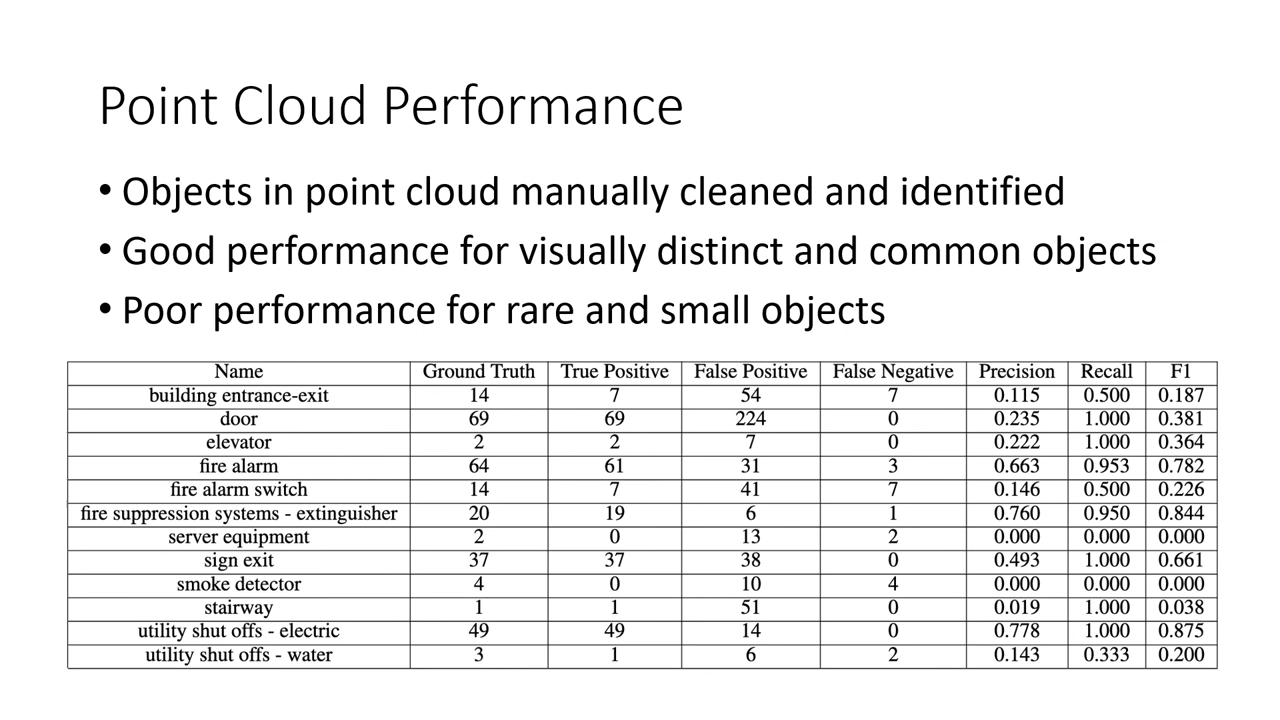 Point Cloud Performance
• Objects in point cloud manually cleaned and identified
• Good performance for visually distinct and common objects
• Poor performance for rare and small objects
Name Ground Truth True Positive False Positive False Negative Precision Recall F1
building entrance-exit 14 7 54 7 0.115 0.500 0.187
door 69 69 224 0 0.235 1.000 0.381
elevator 2 2 7 0 0.222 1.000 0.364
fire alarm 64 61 31 3 0.663 0.953 0.782
fire alarm switch 14 7 41 7 0.146 0.500 0.226
fire suppression systems - extinguisher 20 19 6 1 0.760 0.950 0.844
server equipment 2 0 13 2 0.000 0.000 0.000
sign exit 37 37 38 0 0.493 1.000 0.661
smoke detector 4 0 10 4 0.000 0.000 0.000
stairway 1 1 51 0 0.019 1.000 0.038
utility shut offs - electric 49 49 14 0 0.778 1.000 0.875
utility shut offs - water 3 1 6 2 0.143 0.333 0.200